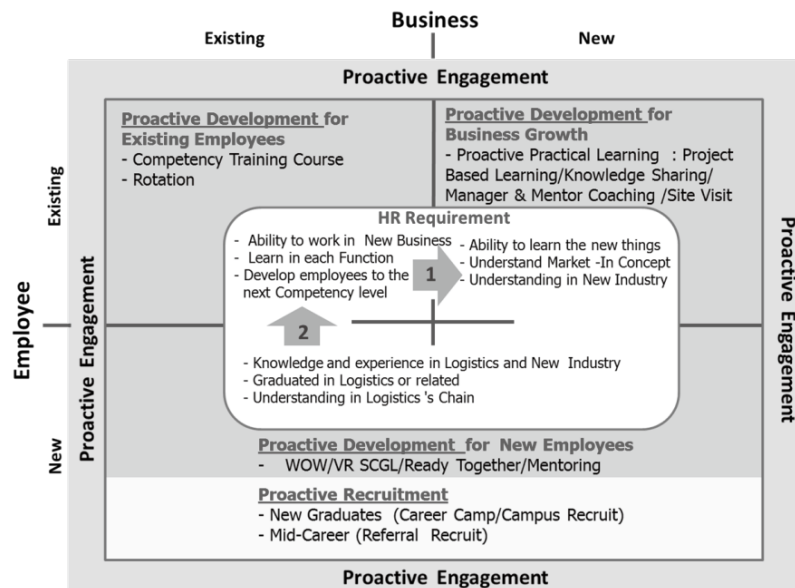 Business
Existing
New
Proactive Engagement
Proactive Development for
Existing Employees
- Competency Training Course
- Rotation
Proactive Development for
Business Growth
- Proactive Practical Learning : Project
Based Learning/Knowledge Sharing/
Manager & Mentor Coaching /Site Visit
Employee
Existing
New
Proactive Engagement
Proactive Engagement
HR Requirement
- Ability to work in New Business
- Learn in each Function
- Develop employees to the
next Competency level
1
- Ability to learn the new things
- Understand Market -In Concept
- Understanding in New Industry
2
- Knowledge and experience in Logistics and New Industry
- Graduated in Logistics or related
- Understanding in Logistics 's Chain
Proactive Development for New Employees
- WOW/VR SCGL/Ready Together/Mentoring
Proactive Recruitment
- New Graduates (Career Camp/Campus Recruit)
- Mid-Career (Referral Recruit)
Proactive Engagement